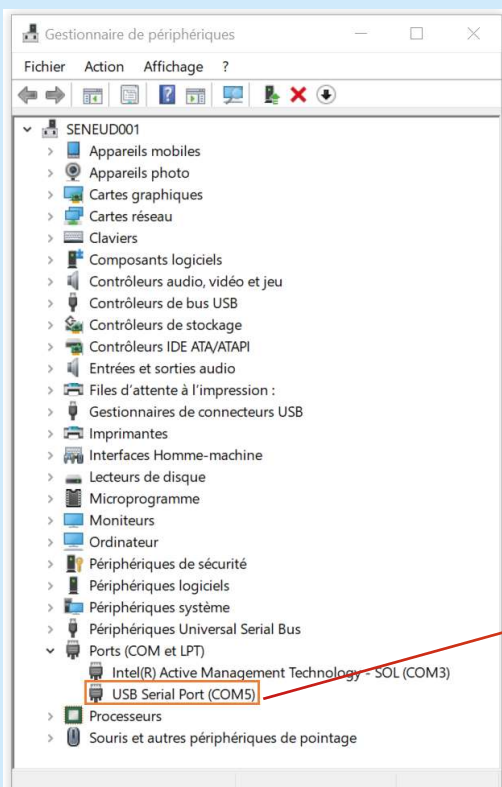 Gestionnaire de périphériques
Fichier Action Affichage ?
SENEUD001
Appareils mobiles
Appareils photo
Cartes graphiques
Cartes réseau
Claviers
Composants logiciels
Contrôleurs audio, vidéo et jeu
Contrôleurs de bus USB
Contrôleurs de stockage
Contrôleurs IDE ATA/ATAPI
Entrées et sorties audio
Files d'attente à l'impression :
Gestionnaires de connecteurs USB
Imprimantes
Interfaces Homme-machine
Lecteurs de disque
Microprogramme
Moniteurs
Ordinateur
Périphériques de sécurité
Périphériques logiciels
Périphériques système
Périphériques Universal Serial Bus
Ports (COM et LPT)
Intel(R) Active Management Technology - SOL (COM3)
USB Serial Port (COM5)
Processeurs
Souris et autres périphériques de pointage